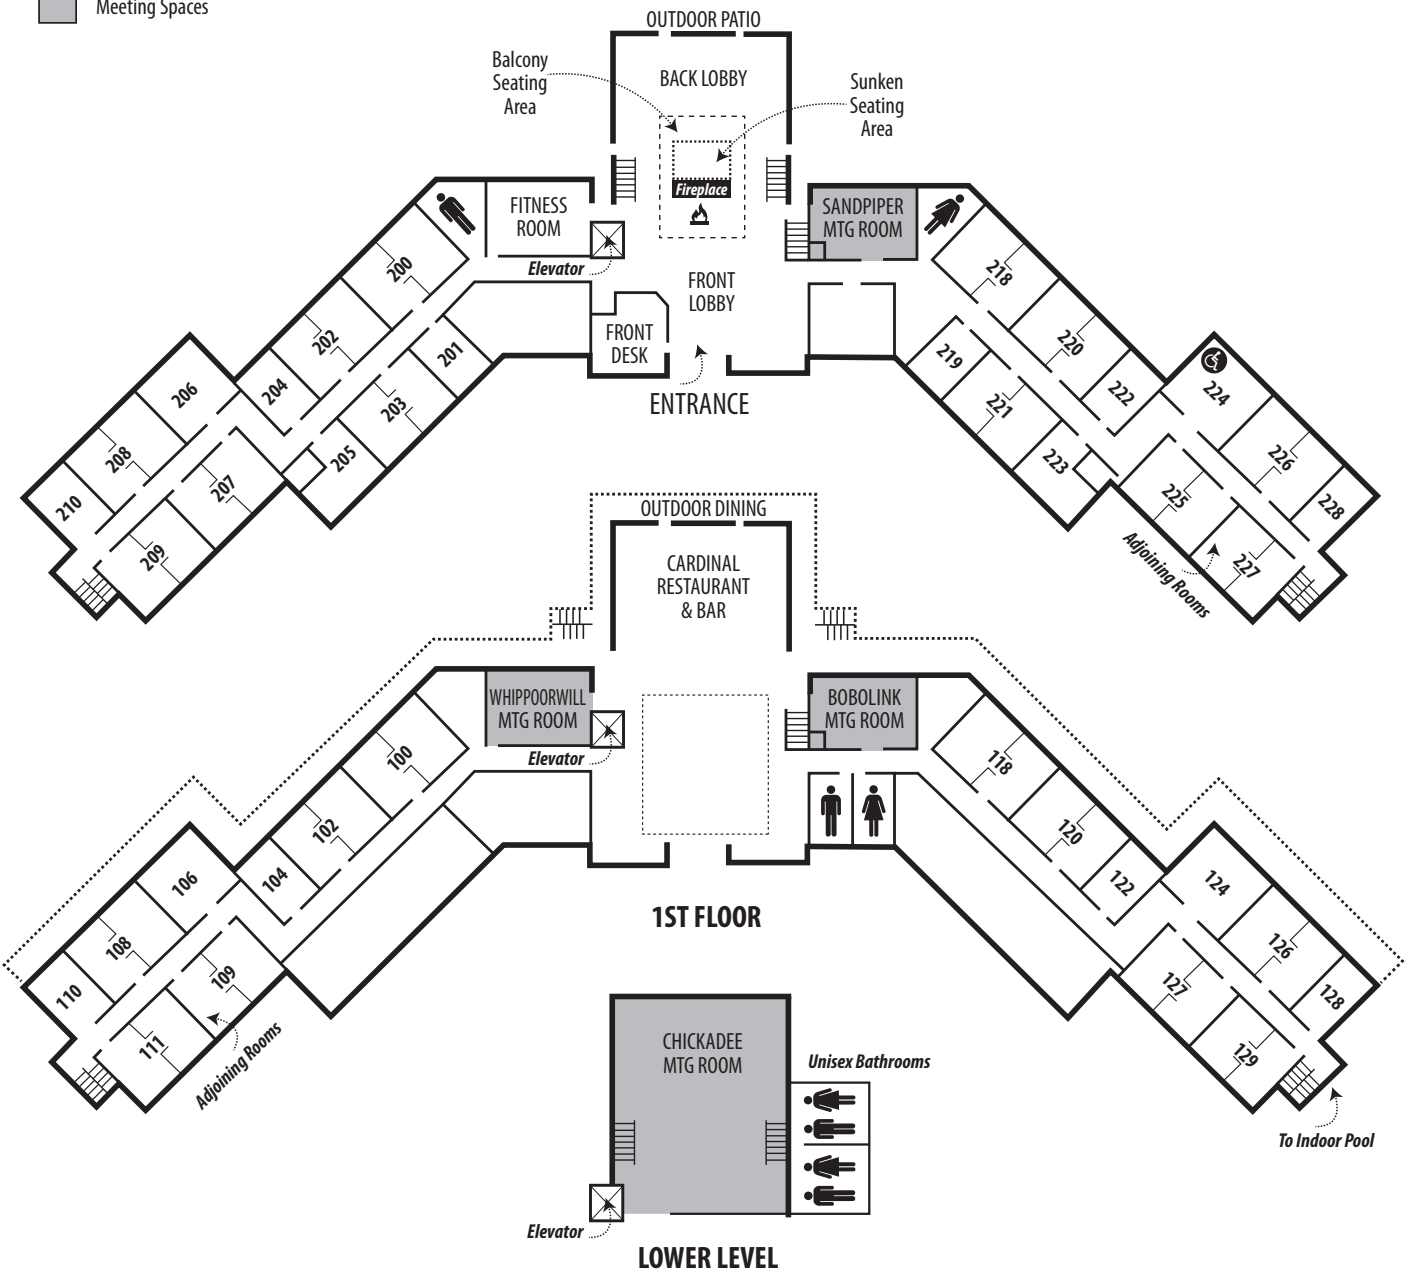 Meeting Spaces
OUTDOOR PATIO
BACK LOBBY
Balcony
Seating
Area
Sunken
Seating
Area
Fireplace
FITNESS
ROOM
Elevator
SANDPIPER
MTG ROOM
FRONT
LOBBY
FRONT
DESK
ENTRANCE
200
202
204
206
208
210
201
203
205
207
209
218
220
222
224
226
228
219
221
223
225
227
Adjoining Rooms
OUTDOOR DINING
CARDINAL
RESTAURANT
& BAR
WHIPPOORWILL
MTG ROOM
Elevator
BOBOLINK
MTG ROOM
100
102
104
106
108
110
109
111
Adjoining Rooms
118
120
122
124
126
128
127
129
To Indoor Pool
1ST FLOOR
CHICKADEE
MTG ROOM
Unisex Bathrooms
Elevator
LOWER LEVEL